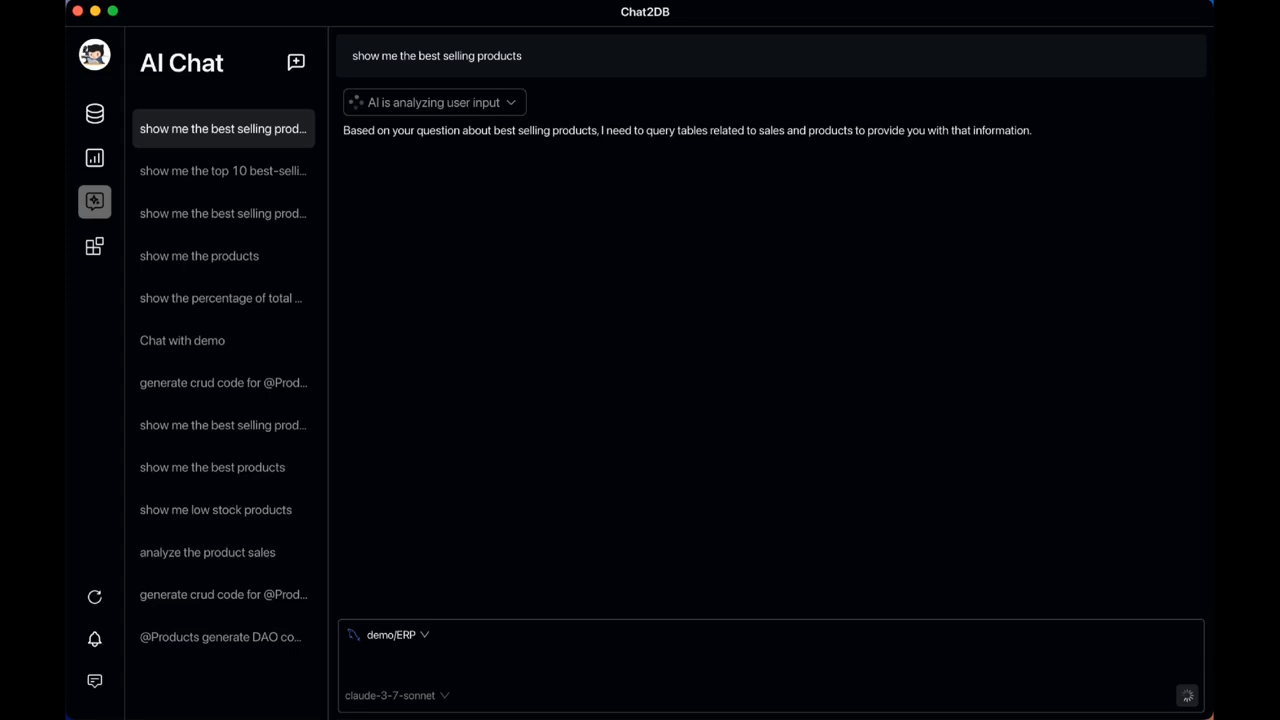 Chat2DB
AI Chat
show me the best selling prod...
show me the top 10 best-selli...
show me the best selling prod...
show me the products
show the percentage of total ...
Chat with demo
generate crud code for @Prod...
show me the best selling prod...
show me the best products
show me low stock products
analyze the product sales
generate crud code for @Prod...
@Products generate DAO co...
show me the best selling products
AI is analyzing user input
Based on your question about best selling products, I need to query tables related to sales and products to provide you with that information.
demo/ERP
claude-3-7-sonnet